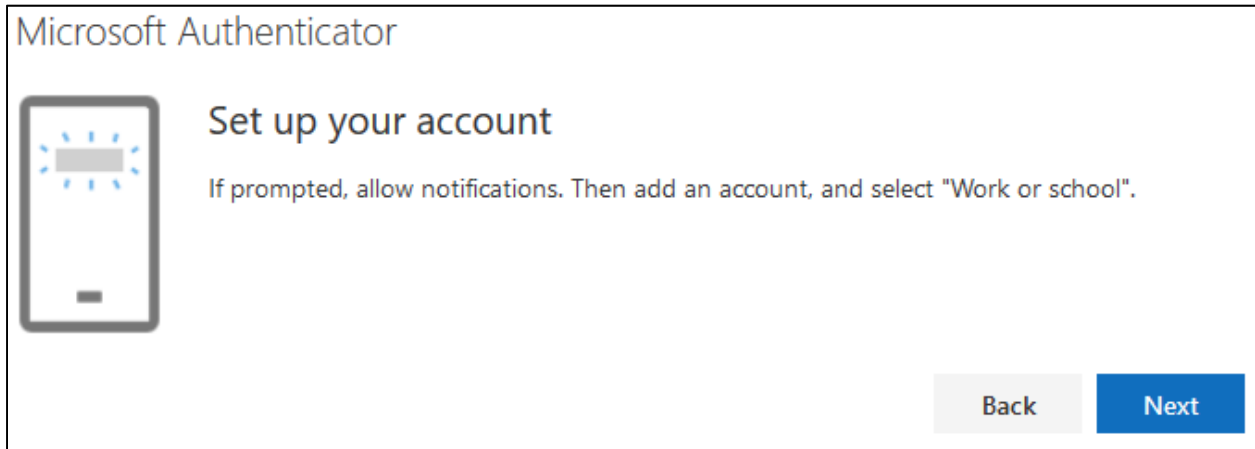 Microsoft Authenticator
Set up your account
If prompted, allow notifications. Then add an account, and select "Work or school".
Back
Next